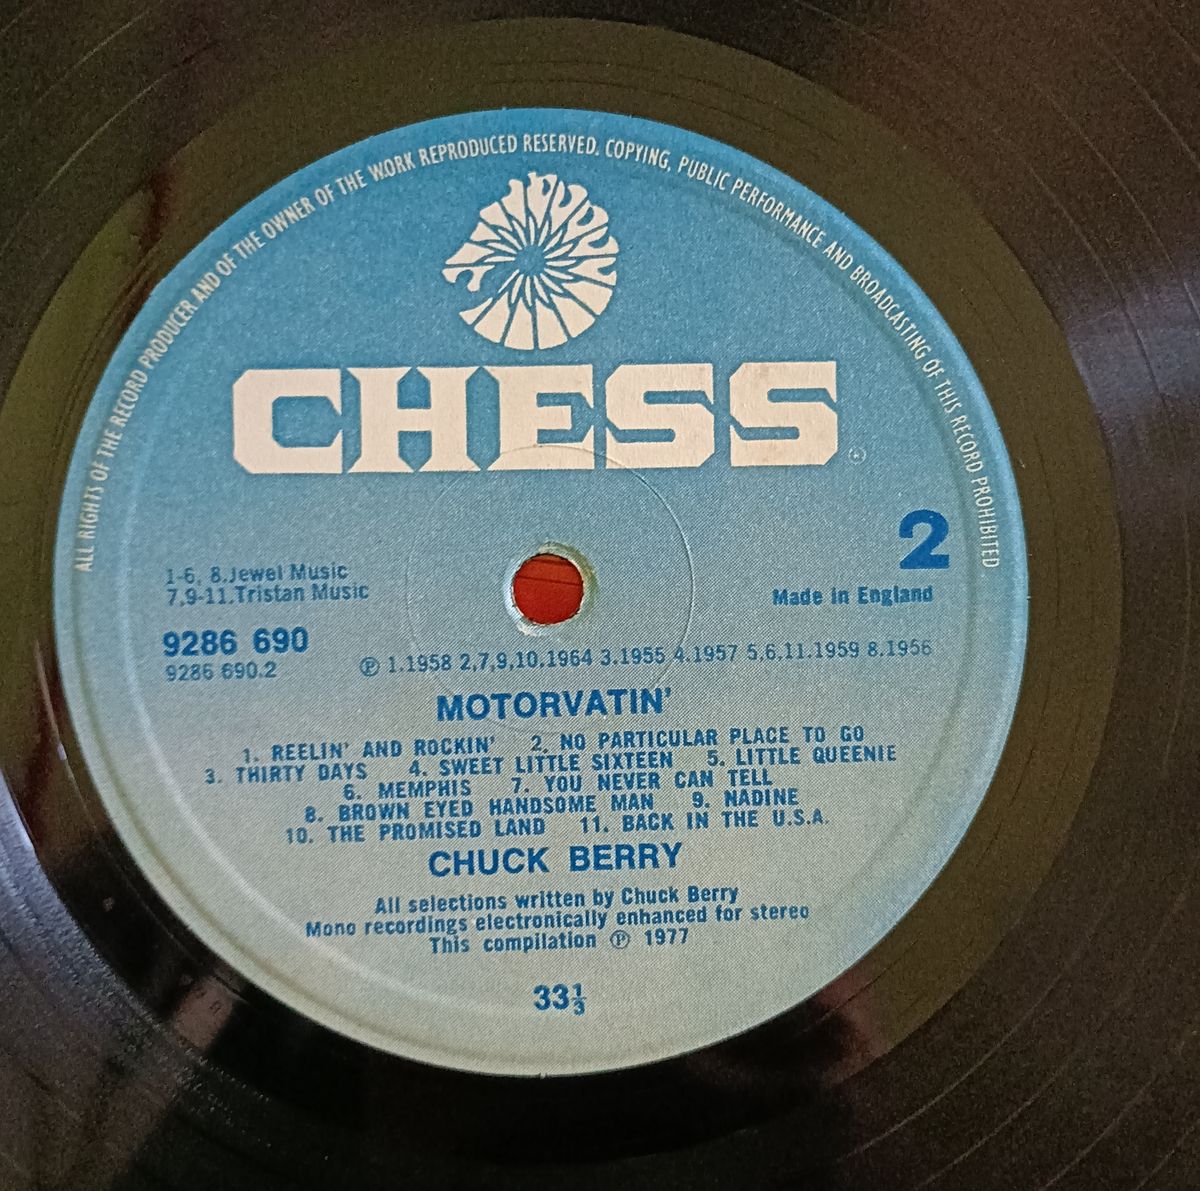 ALL RIGHTS OF THE RECORD PRODUCER AND OF THE OWNER OF THE WORK REPRODUCED RESERVED. COPYING, PUBLIC PERFORMANCE AND BROADCASTING OF THIS RECORD PROHIBITED
CHESS
2
1-6, 8.Jewel Music
7,9-11.Tristan Music
Made in England
9286 690
9286 690.2
℗ 1.1958 2,7,9,10.1964 3.1955 4.1957 5,6,11.1959 8.1956
MOTORVATIN'
1. REELIN' AND ROCKIN' 2. NO PARTICULAR PLACE TO GO
3. THIRTY DAYS 4. SWEET LITTLE SIXTEEN 5. LITTLE QUEENIE
6. MEMPHIS 7. YOU NEVER CAN TELL
8. BROWN EYED HANDSOME MAN 9. NADINE
10. THE PROMISED LAND 11. BACK IN THE U.S.A.
CHUCK BERRY
All selections written by Chuck Berry
Mono recordings electronically enhanced for stereo
This compilation ℗ 1977
33⅓